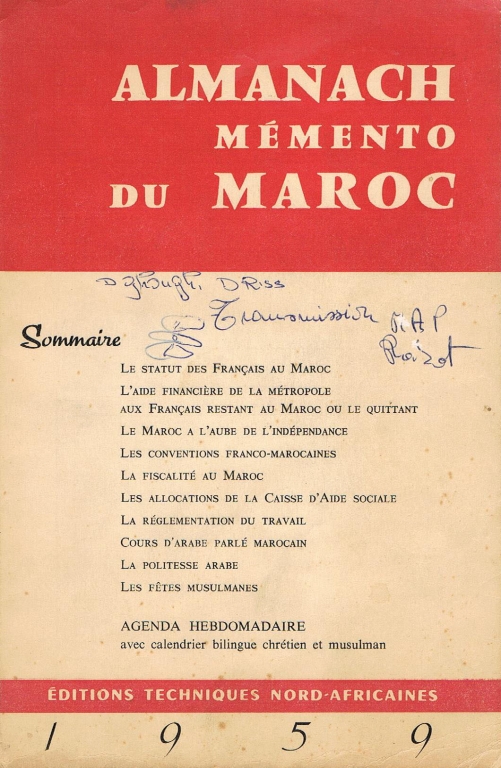 ALMANACH
MÉMENTO
DU MAROC
DRISS
Transmission
Sommaire
LE STATUT DES FRANÇAIS AU MAROC
L'AIDE FINANCIÈRE DE LA MÉTROPOLE
AUX FRANÇAIS RESTANT AU MAROC OU LE QUITTANT
LE MAROC A L'AUBE DE L'INDÉPENDANCE
LES CONVENTIONS FRANCO-MAROCAINES
LA FISCALITÉ AU MAROC
LES ALLOCATIONS DE LA CAISSE D'AIDE SOCIALE
LA RÉGLEMENTATION DU TRAVAIL
COURS D'ARABE PARLÉ MAROCAIN
LA POLITESSE ARABE
LES FÊTES MUSULMANES
AGENDA HEBDOMADAIRE
avec calendrier bilingue chrétien et musulman
ÉDITIONS TECHNIQUES NORD-AFRICAINES
1959